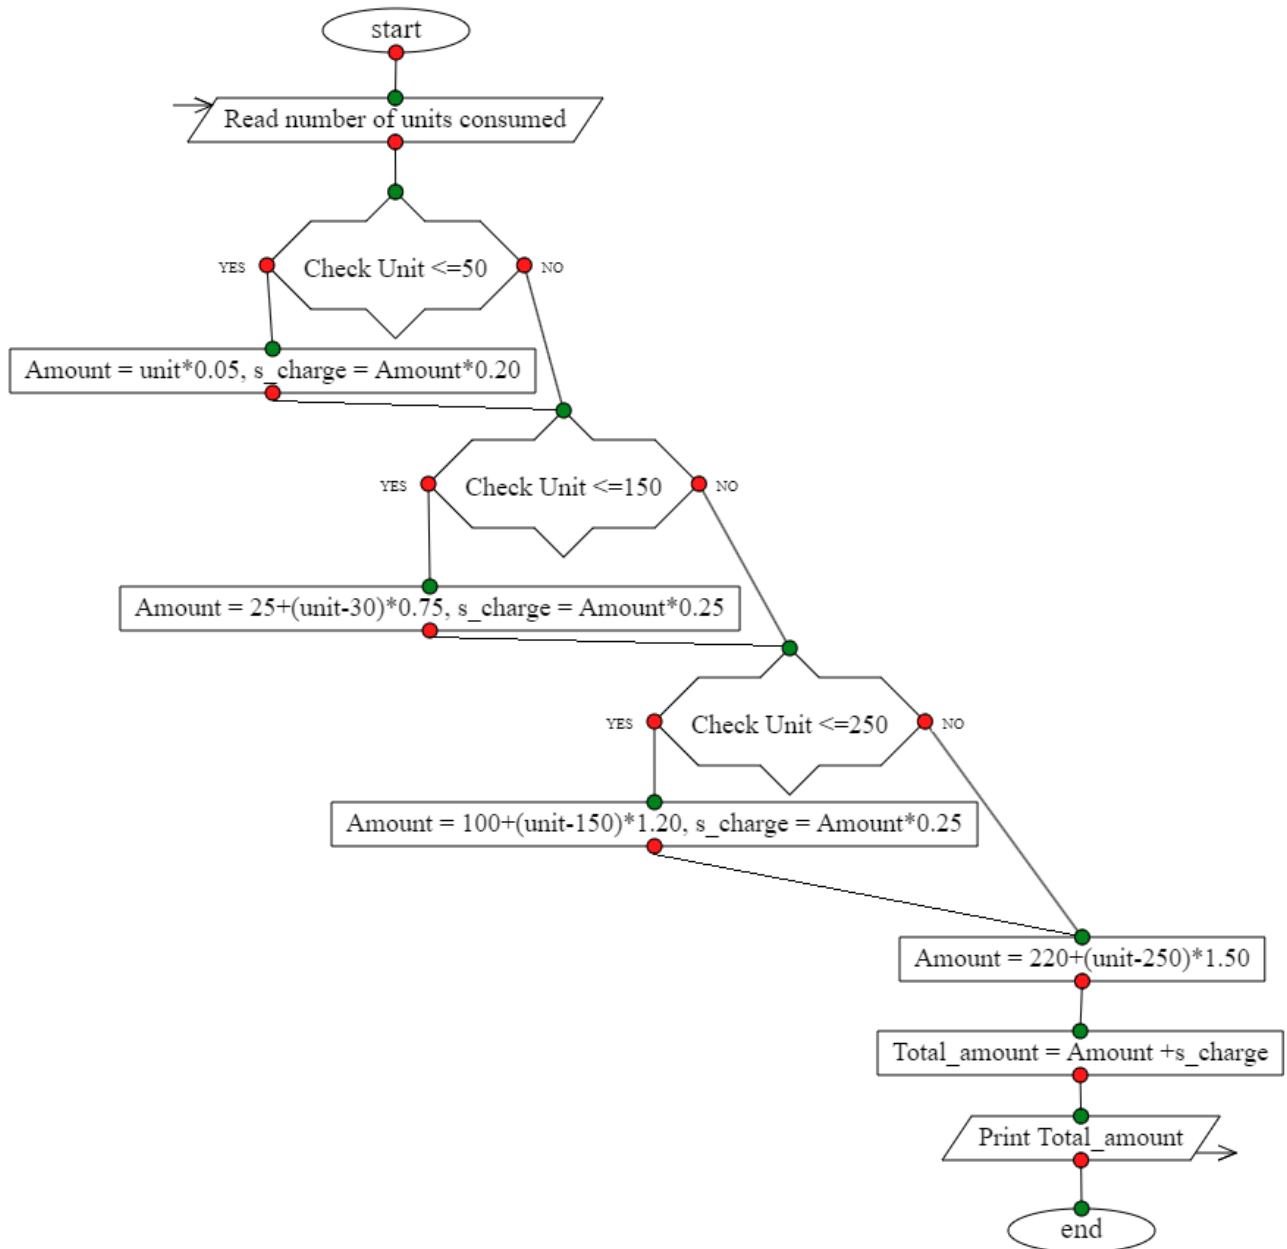 start
Read number of units consumed
YES
Check Unit <=50
NO
Amount = unit*0.05, s_charge = Amount*0.20
YES
Check Unit <=150
NO
Amount = 25+(unit-30)*0.75, s_charge = Amount*0.25
YES
Check Unit <=250
NO
Amount = 100+(unit-150)*1.20, s_charge = Amount*0.25
Amount = 220+(unit-250)*1.50
Total_amount = Amount +s_charge
Print Total_amount
end